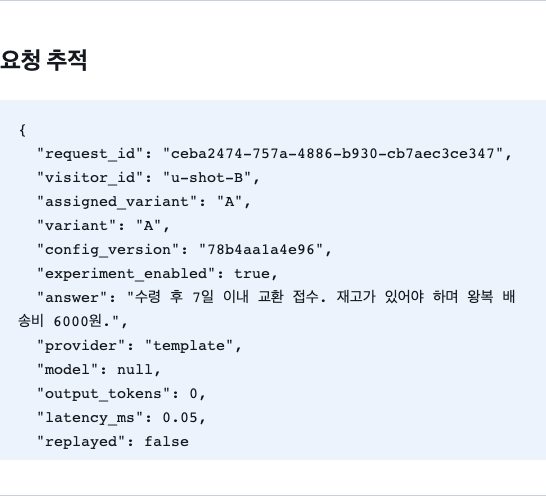 요청 추적
{
"request_id": "ceba2474-757a-4886-b930-cb7aec3ce347",
"visitor_id": "u-shot-B",
"assigned_variant": "A",
"variant": "A",
"config_version": "78b4aa1a4e96",
"experiment_enabled": true,
"answer": "수령 후 7일 이내 교환 접수. 재고가 있어야 하며 왕복 배
송비 6000원.",
"provider": "template",
"model": null,
"output_tokens": 0,
"latency_ms": 0.05,
"replayed": false